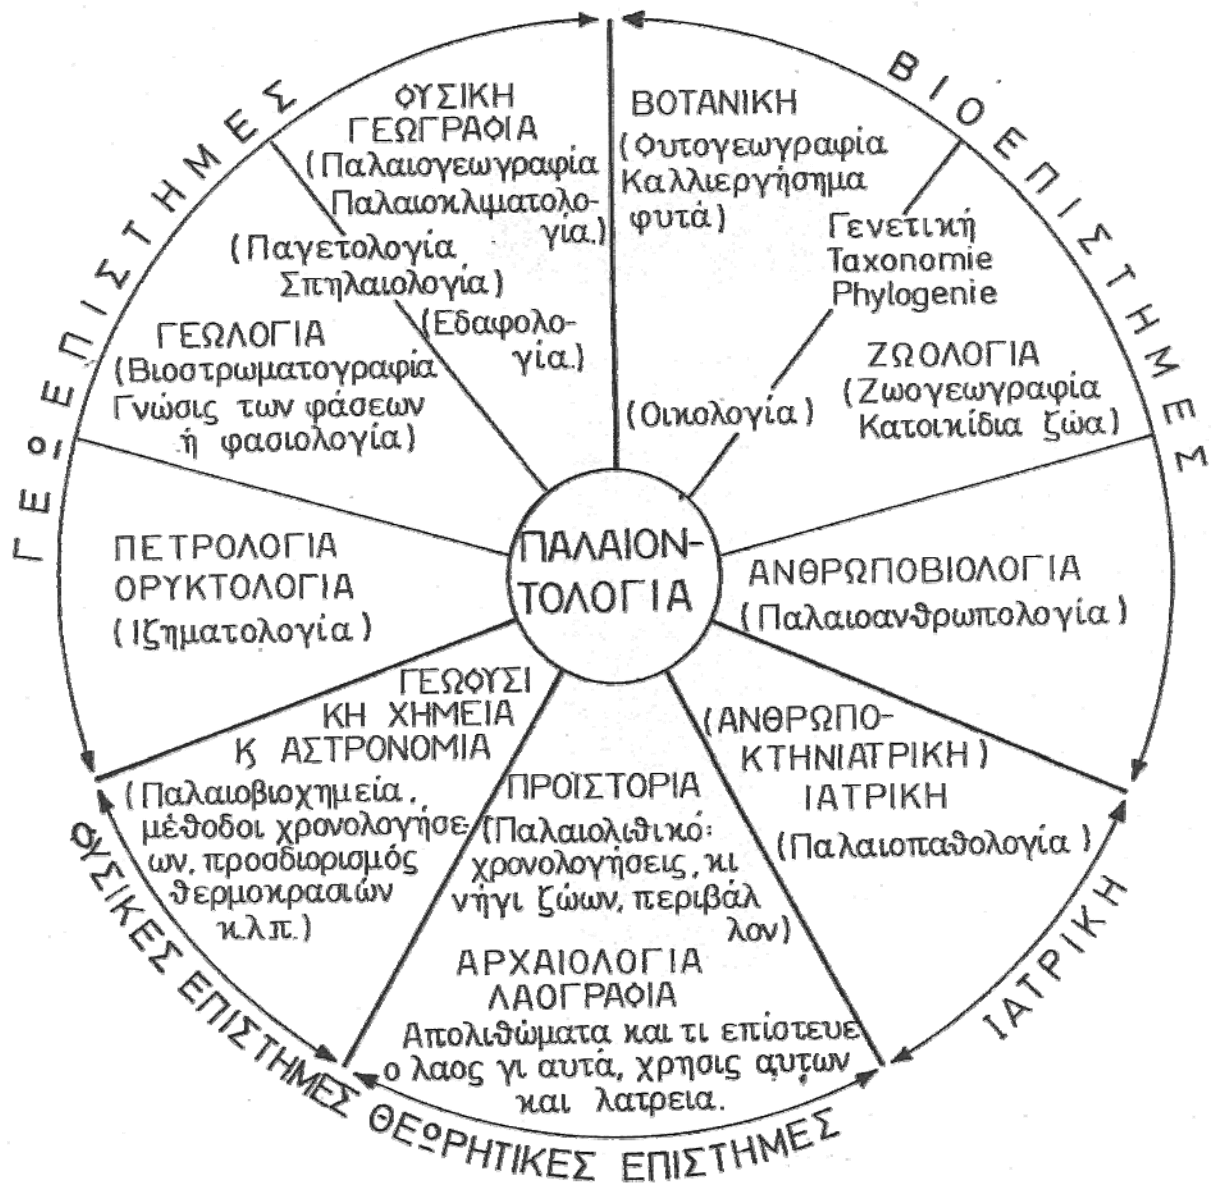 ΓΕΩΕΠΙΣΤΗΜΕΣ
ΒΙΟΕΠΙΣΤΗΜΕΣ
ΦΥΣΙΚΗ
ΓΕΩΓΡΑΦΙΑ
(Παλαιογεωγραφία
Παλαιοκλιματολο-
γία.)
(Παγετολογία
Σπηλαιολογία)
(Εδαφολο-
γία.)
ΒΟΤΑΝΙΚΗ
(Φυτογεωγραφία
Καλλιεργήσημα
φυτά)
Γενετική
Taxonomie
Phylogenie
(Οικολογία)
ΖΩΟΛΟΓΙΑ
(Ζωογεωγραφία
Κατοικίδια ζώα)
ΓΕΩΛΟΓΙΑ
(Βιοστρωματογραφία
Γνώσις των φάσεων
ή φασιολογία)
ΠΕΤΡΟΛΟΓΙΑ
ΟΡΥΚΤΟΛΟΓΙΑ
(Ιζηματολογία)
ΠΑΛΑΙΟΝ-
ΤΟΛΟΓΙΑ
ΑΝΘΡΩΠΟΒΙΟΛΟΓΙΑ
(Παλαιοανθρωπολογία)
ΓΕΩΦΥΣΙ
ΚΗ ΧΗΜΕΙΑ
Κ ΑΣΤΡΟΝΟΜΙΑ
(Παλαιοβιοχημεία,
μέθοδοι χρονολογήσε-
ων, προσδιορισμός
θερμοκρασιών
κ.λ.π.)
ΠΡΟΪΣΤΟΡΙΑ
(Παλαιολιθικό:
χρονολογήσεις, κι
νήγι ζώων, περιβάλ
λον)
ΑΡΧΑΙΟΛΟΓΙΑ
ΛΑΟΓΡΑΦΙΑ
Απολιθώματα και τι επίστευε
ο λαος γι αυτά, χρησις αυτων
και λατρεια.
(ΑΝΘΡΩΠΟ-
ΚΤΗΝΙΑΤΡΙΚΗ)
ΙΑΤΡΙΚΗ
(Παλαιοπαθολογία)
ΦΥΣΙΚΕΣ ΕΠΙΣΤΗΜΕΣ
ΘΕΩΡΗΤΙΚΕΣ ΕΠΙΣΤΗΜΕΣ
ΙΑΤΡΙΚΗ